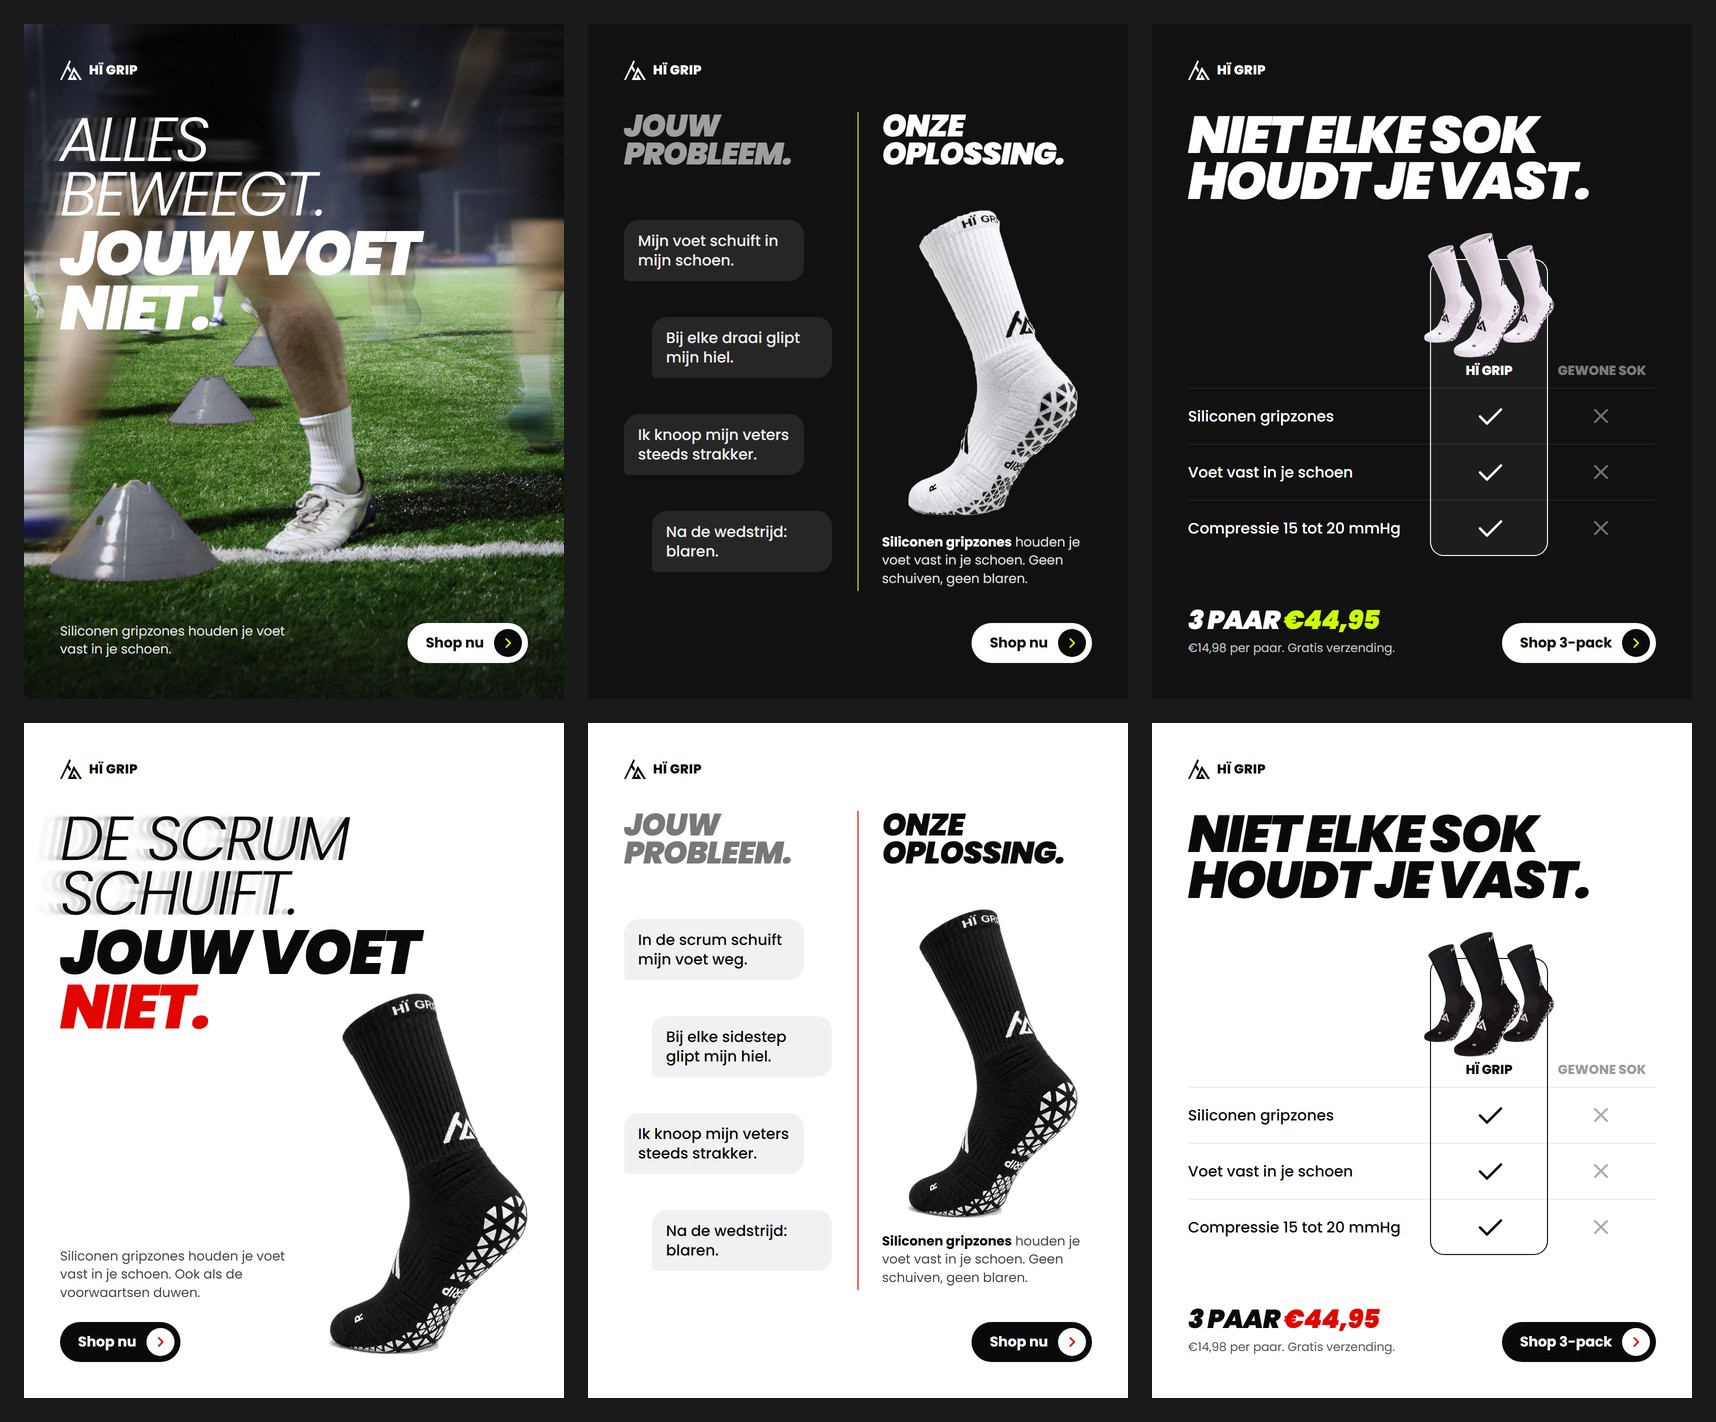 HÏ GRIP
ALLES
BEWEEGT.
JOUW VOET
NIET.
Siliconen gripzones houden je voet
vast in je schoen.
Shop nu
HÏ GRIP
JOUW
PROBLEEM.
Mijn voet schuift in
mijn schoen.
Bij elke draai glipt
mijn hiel.
Ik knoop mijn veters
steeds strakker.
Na de wedstrijd:
blaren.
ONZE
OPLOSSING.
HÏ GR
R
Siliconen gripzones houden je
voet vast in je schoen. Geen
schuiven, geen blaren.
Shop nu
HÏ GRIP
NIET ELKE SOK
HOUDT JE VAST.
HÏ GRIP GEWONE SOK
Siliconen gripzones
Voet vast in je schoen
Compressie 15 tot 20 mmHg
3 PAAR €44,95
€14,98 per paar. Gratis verzending.
Shop 3-pack
HÏ GRIP
DE SCRUM
SCHUIFT.
JOUW VOET
NIET.
HÏ GR
R
Siliconen gripzones houden je voet
vast in je schoen. Ook als de
voorwaartsen duwen.
Shop nu
HÏ GRIP
JOUW
PROBLEEM.
In de scrum schuift
mijn voet weg.
Bij elke sidestep
glipt mijn hiel.
Ik knoop mijn veters
steeds strakker.
Na de wedstrijd:
blaren.
ONZE
OPLOSSING.
HÏ GR
R
Siliconen gripzones houden je
voet vast in je schoen. Geen
schuiven, geen blaren.
Shop nu
HÏ GRIP
NIET ELKE SOK
HOUDT JE VAST.
HÏ GRIP GEWONE SOK
Siliconen gripzones
Voet vast in je schoen
Compressie 15 tot 20 mmHg
3 PAAR €44,95
€14,98 per paar. Gratis verzending.
Shop 3-pack